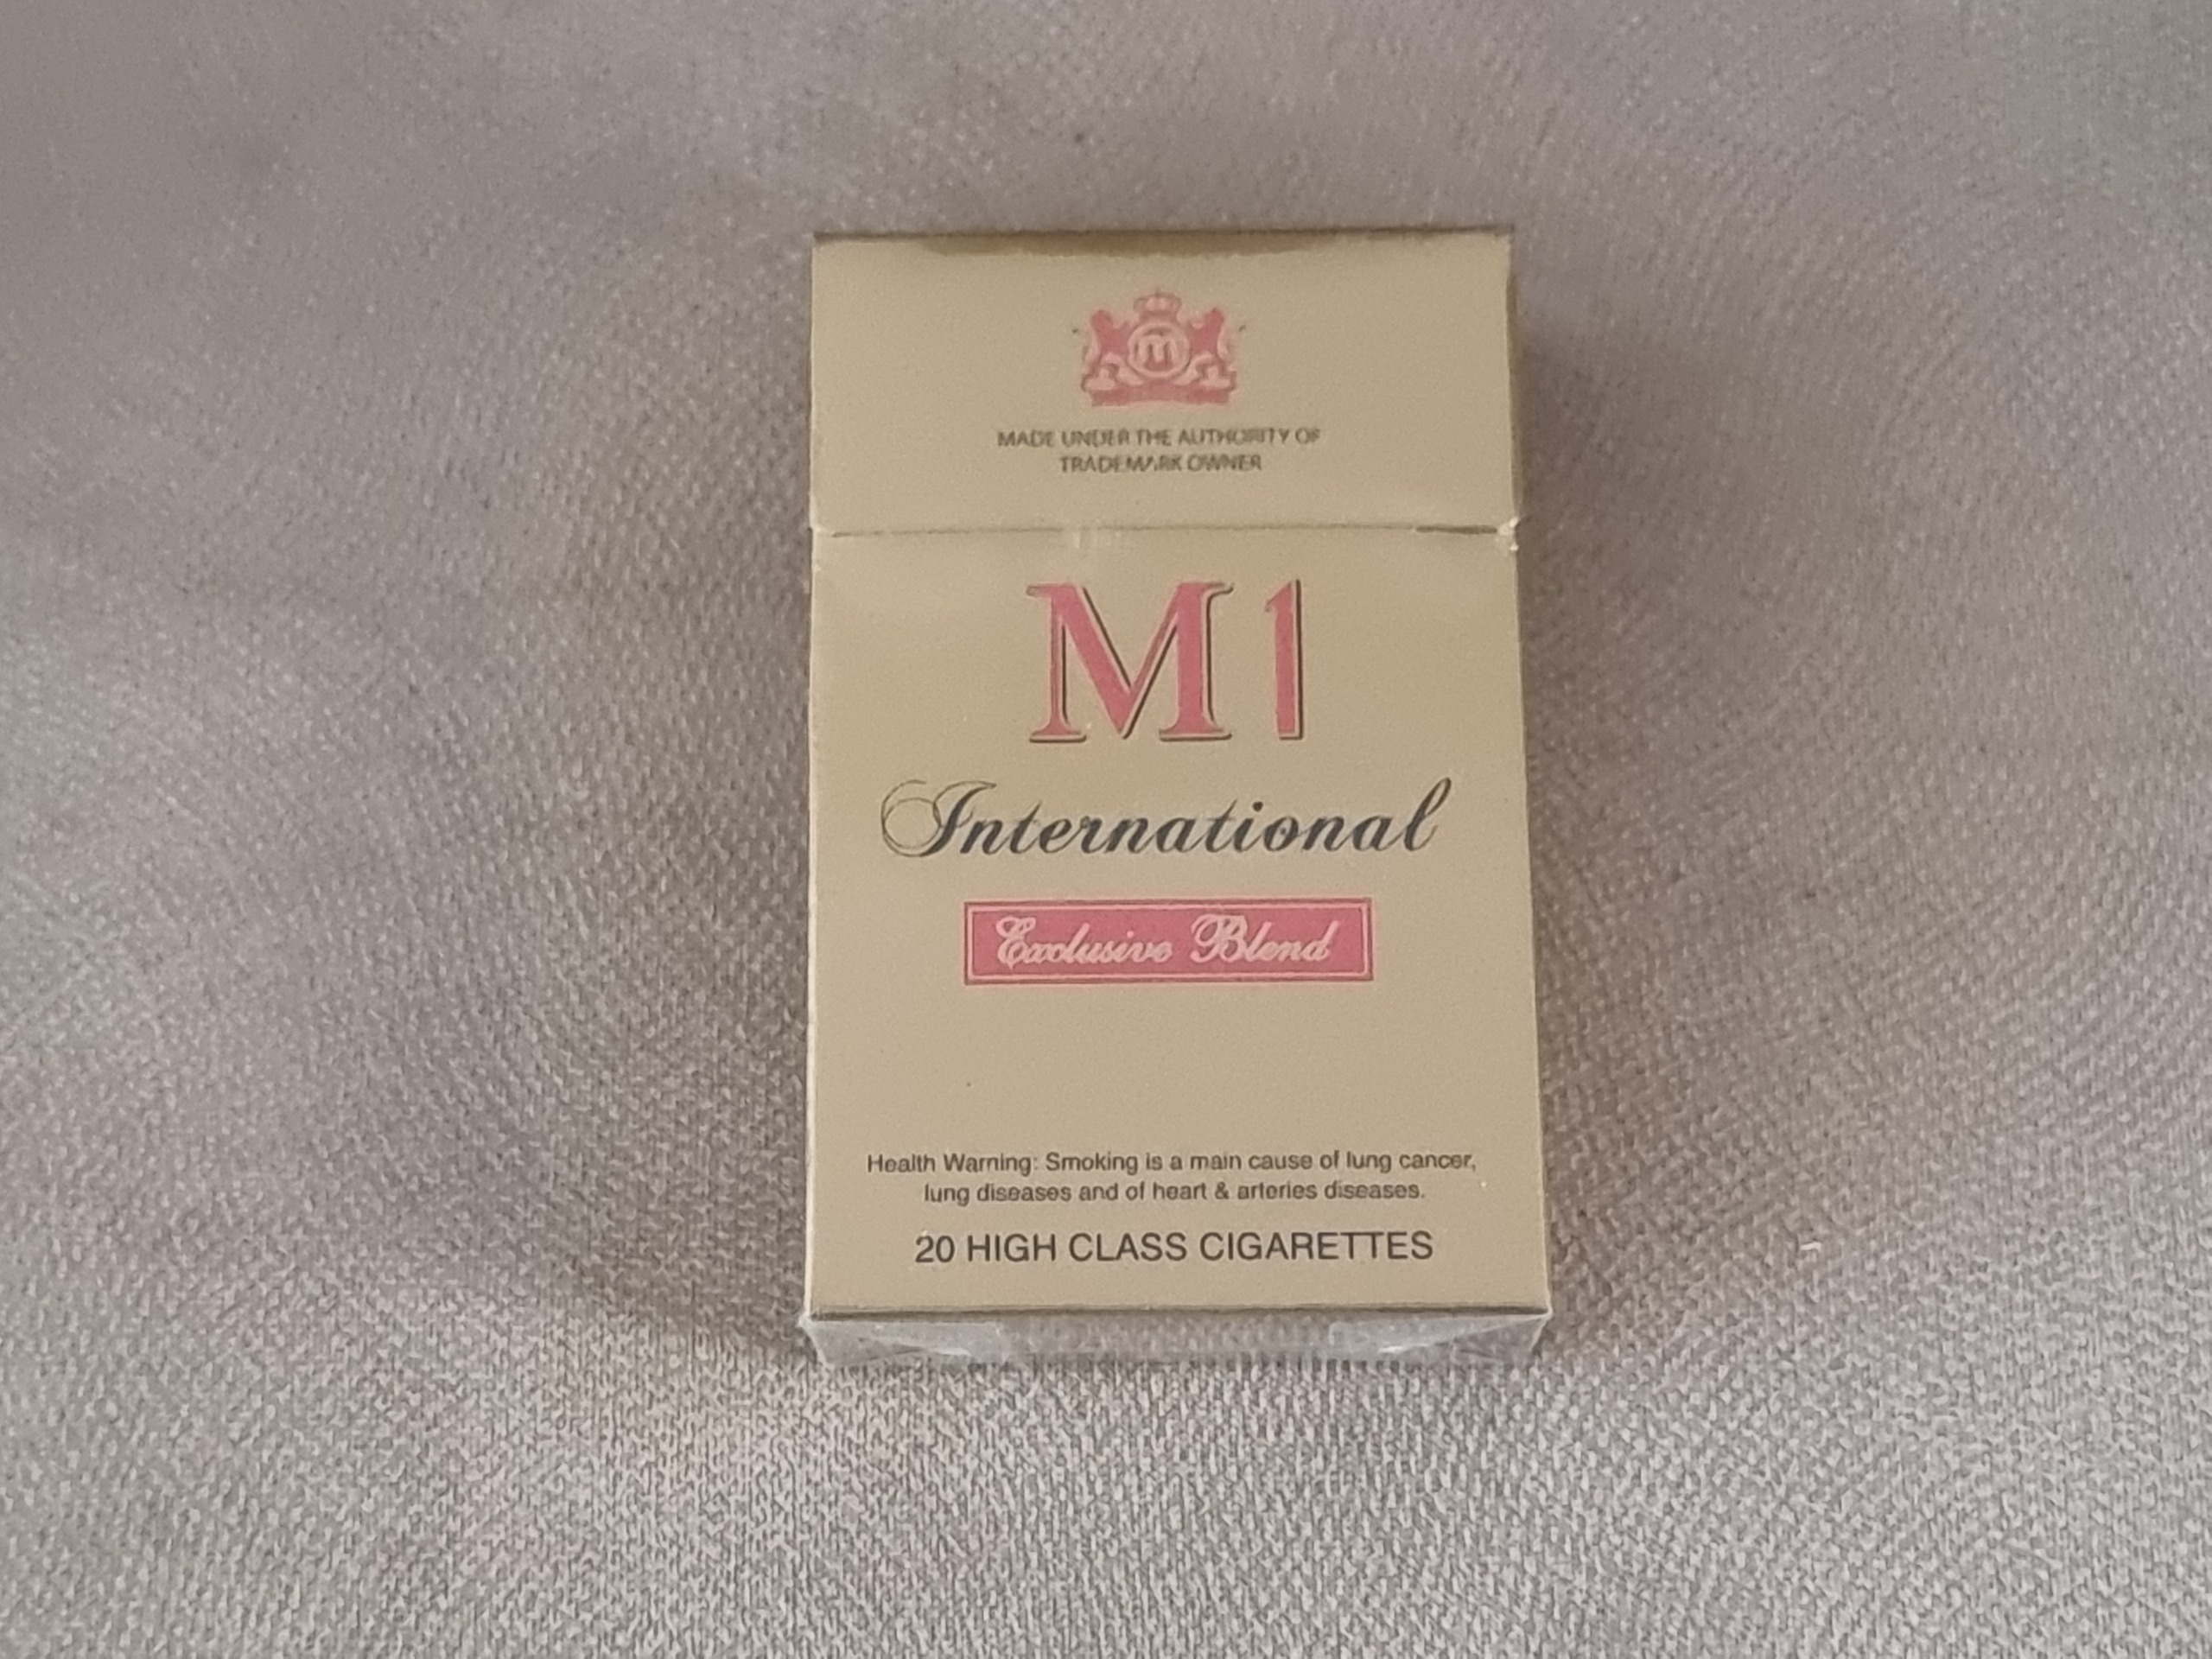 m
MADE UNDER THE AUTHORITY OF
TRADEMARK OWNER
M1
International
Exclusive Blend
Health Warning: Smoking is a main cause of lung cancer,
lung diseases and of heart & arteries diseases.
20 HIGH CLASS CIGARETTES